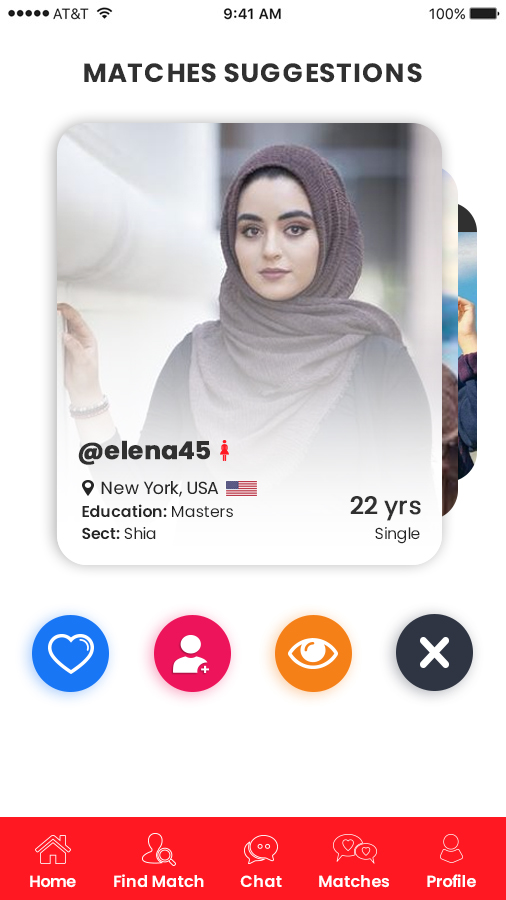 AT&T 9:41 AM 100%
MATCHES SUGGESTIONS
@elena45
New York, USA
Education: Masters
22 yrs
Sect: Shia
Single
Home Find Match Chat Matches Profile